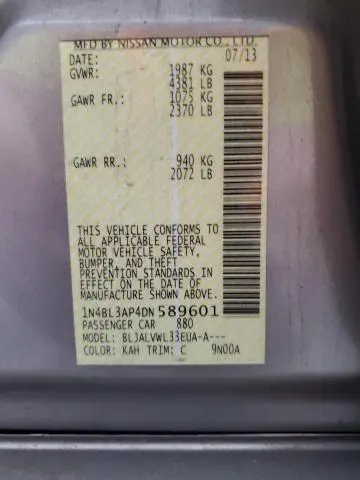 MFD BY NISSAN MOTOR CO., LTD.
DATE: 07/13
GVWR: 1987 KG
4381 LB
GAWR FR.: 1075 KG
2370 LB
GAWR RR.: 940 KG
2072 LB
THIS VEHICLE CONFORMS TO
ALL APPLICABLE FEDERAL
MOTOR VEHICLE SAFETY,
BUMPER, AND THEFT
PREVENTION STANDARDS IN
EFFECT ON THE DATE OF
MANUFACTURE SHOWN ABOVE.
1N4BL3AP4DN589601
PASSENGER CAR 880
MODEL: BLJALVWL33EUA-A---
COLOR: KAH TRIM: C 9N00A